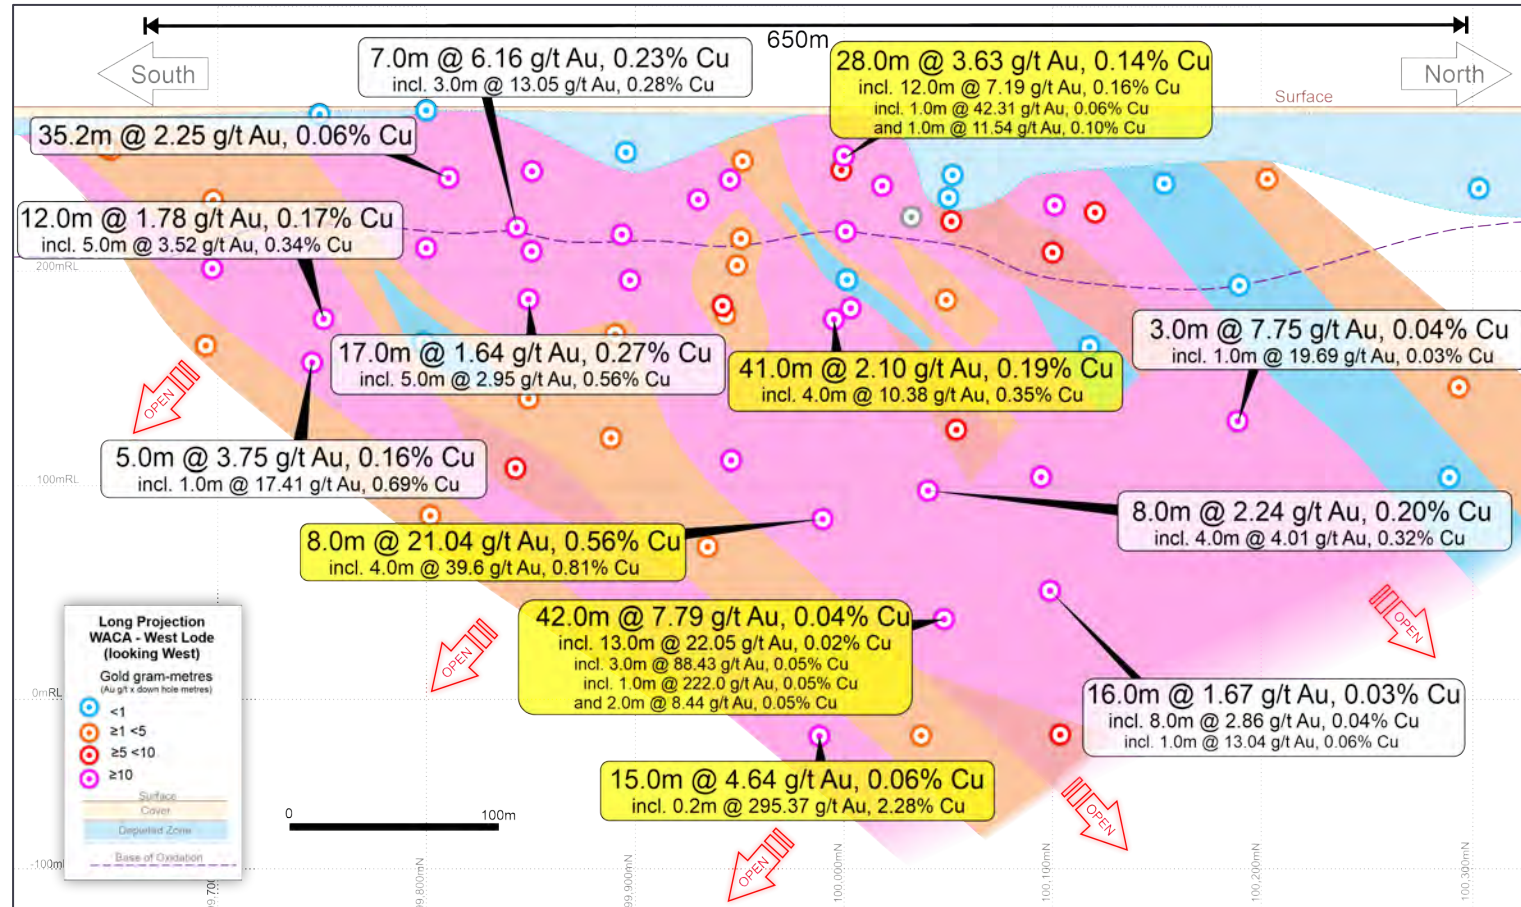 650m
South
North
Surface
7.0m @ 6.16 g/t Au, 0.23% Cu
incl. 3.0m @ 13.05 g/t Au, 0.28% Cu
28.0m @ 3.63 g/t Au, 0.14% Cu
incl. 12.0m @ 7.19 g/t Au, 0.16% Cu
incl. 1.0m @ 42.31 g/t Au, 0.06% Cu
and 1.0m @ 11.54 g/t Au, 0.10% Cu
35.2m @ 2.25 g/t Au, 0.06% Cu
12.0m @ 1.78 g/t Au, 0.17% Cu
incl. 5.0m @ 3.52 g/t Au, 0.34% Cu
200mRL
17.0m @ 1.64 g/t Au, 0.27% Cu
incl. 5.0m @ 2.95 g/t Au, 0.56% Cu
41.0m @ 2.10 g/t Au, 0.19% Cu
incl. 4.0m @ 10.38 g/t Au, 0.35% Cu
3.0m @ 7.75 g/t Au, 0.04% Cu
incl. 1.0m @ 19.69 g/t Au, 0.03% Cu
OPEN
5.0m @ 3.75 g/t Au, 0.16% Cu
incl. 1.0m @ 17.41 g/t Au, 0.69% Cu
100mRL
8.0m @ 2.24 g/t Au, 0.20% Cu
incl. 4.0m @ 4.01 g/t Au, 0.32% Cu
8.0m @ 21.04 g/t Au, 0.56% Cu
incl. 4.0m @ 39.6 g/t Au, 0.81% Cu
42.0m @ 7.79 g/t Au, 0.04% Cu
incl. 13.0m @ 22.05 g/t Au, 0.02% Cu
incl. 3.0m @ 88.43 g/t Au, 0.05% Cu
incl. 1.0m @ 222.0 g/t Au, 0.05% Cu
and 2.0m @ 8.44 g/t Au, 0.05% Cu
OPEN
OPEN
0mRL
16.0m @ 1.67 g/t Au, 0.03% Cu
incl. 8.0m @ 2.86 g/t Au, 0.04% Cu
incl. 1.0m @ 13.04 g/t Au, 0.06% Cu
15.0m @ 4.64 g/t Au, 0.06% Cu
incl. 0.2m @ 295.37 g/t Au, 2.28% Cu
OPEN
OPEN
Long Projection
WACA - West Lode
(looking West)
Gold gram-metres
(Au g/t x down hole metres)
<1
≥1 <5
≥5 <10
≥10
Surface
Cover
Depleted Zone
Base of Oxidation
0
100m
100,000mN
100,100mN
100,200mN
100,300mN